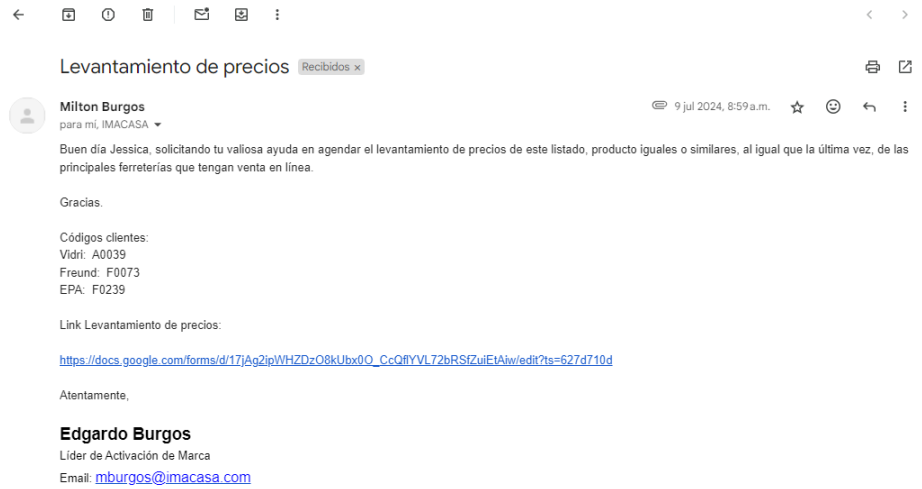 Levantamiento de precios Recibidos ×
Milton Burgos 9 jul 2024, 8:59 a.m.
para mí, IMACASA
Buen día Jessica, solicitando tu valiosa ayuda en agendar el levantamiento de precios de este listado, producto iguales o similares, al igual que la última vez, de las
principales ferreterías que tengan venta en línea.
Gracias.
Códigos clientes:
Vidri: A0039
Freund: F0073
EPA: F0239
Link Levantamiento de precios:
https://docs.google.com/forms/d/17jAg2ipWHZDzO8kUbx0O_CcQflYVL72bRSfZuiEtAiw/edit?ts=627d710d
Atentamente,
Edgardo Burgos
Líder de Activación de Marca
Email: mburgos@imacasa.com